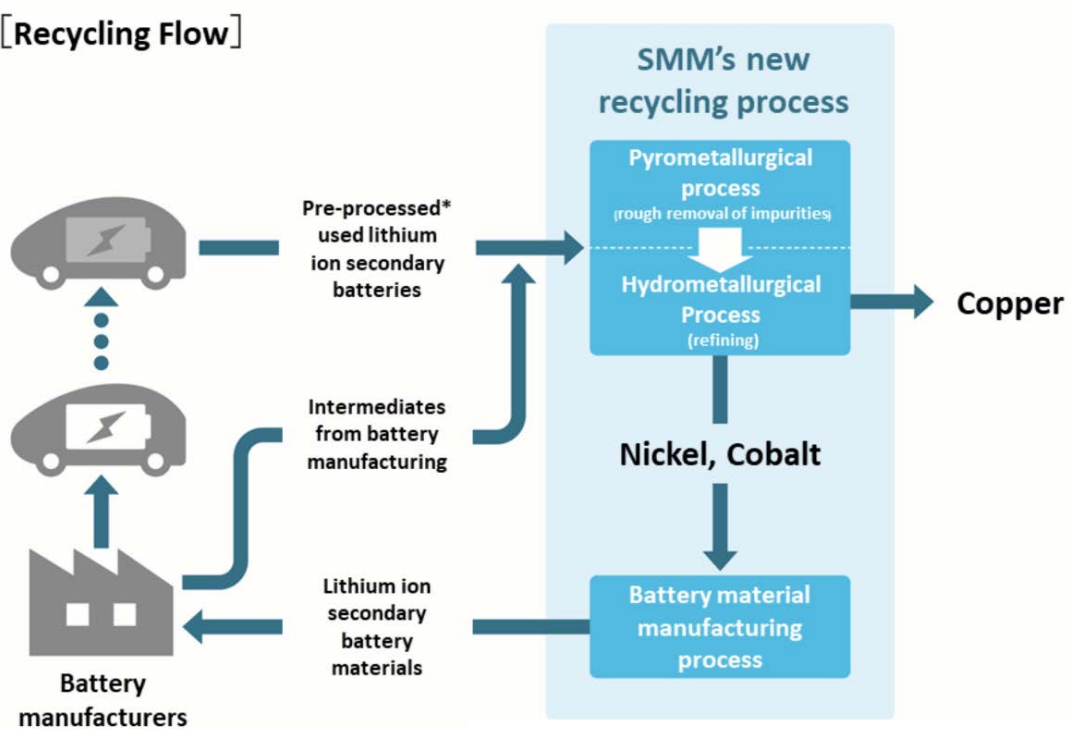 [Recycling Flow]
SMM's new
recycling process
Pyrometallurgical
process
(rough removal of impurities)
Hydrometallurgical
Process
(refining)
Copper
Pre-processed*
used lithium
ion secondary
batteries
Intermediates
from battery
manufacturing
Nickel, Cobalt
Battery material
manufacturing
process
Lithium ion
secondary
battery
materials
Battery
manufacturers